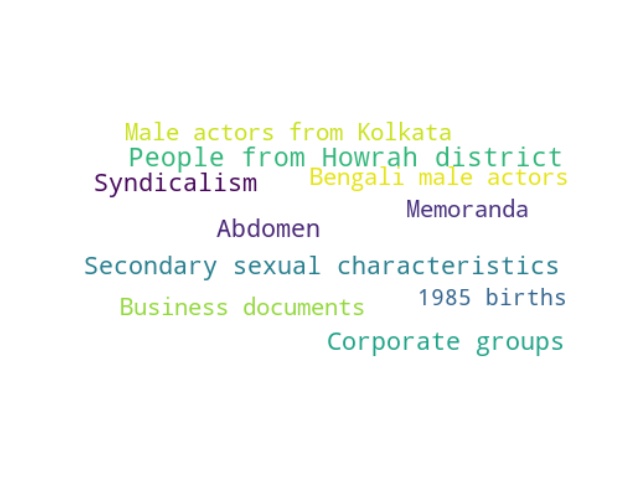 Male actors from Kolkata
People from Howrah district
Bengali male actors
Syndicalism
Memoranda
Abdomen
Secondary sexual characteristics
1985 births
Business documents
Corporate groups